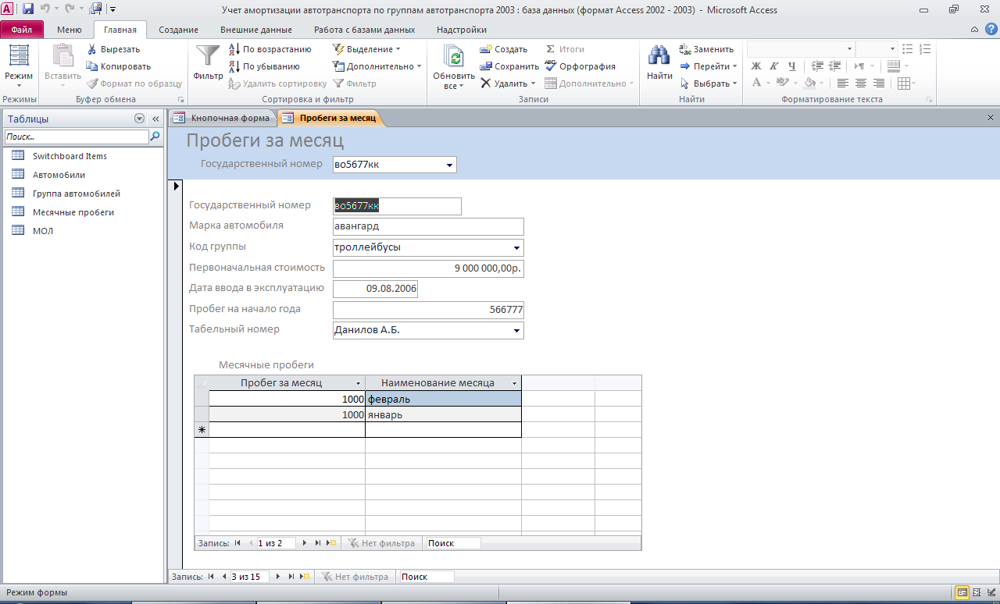 Учет амортизации автотранспорта по группам автотранспорта 2003 : база данных (формат Access 2002 - 2003) - Microsoft Access
Файл Меню Главная Создание Внешние данные Работа с базами данных Надстройки
Режим
Режимы
Вставить
Вырезать
Копировать
Формат по образцу
Буфер обмена
Фильтр
По возрастанию
По убыванию
Удалить сортировку
Выделение
Дополнительно
Фильтр
Сортировка и фильтр
Обновить
все
Создать
Сохранить
Удалить
Итоги
Орфография
Дополнительно
Записи
Найти
Заменить
Перейти
Выбрать
Найти
Ж К Ч
А
Форматирование текста
Таблицы
Поиск...
Switchboard Items
Автомобили
Группа автомобилей
Месячные пробеги
МОЛ
Кнопочная форма Пробеги за месяц
Пробеги за месяц
Государственный номер во5677кк
Государственный номер во5677кк
Марка автомобиля авангард
Код группы троллейбусы
Первоначальная стоимость 9 000 000,00р.
Дата ввода в эксплуатацию 09.08.2006
Пробег на начало года 566777
Табельный номер Данилов А.Б.
Месячные пробеги
Пробег за месяц Наименование месяца
1000 февраль
1000 январь
Запись: 1 из 2 Нет фильтра Поиск
Запись: 3 из 15 Нет фильтра Поиск
Режим формы